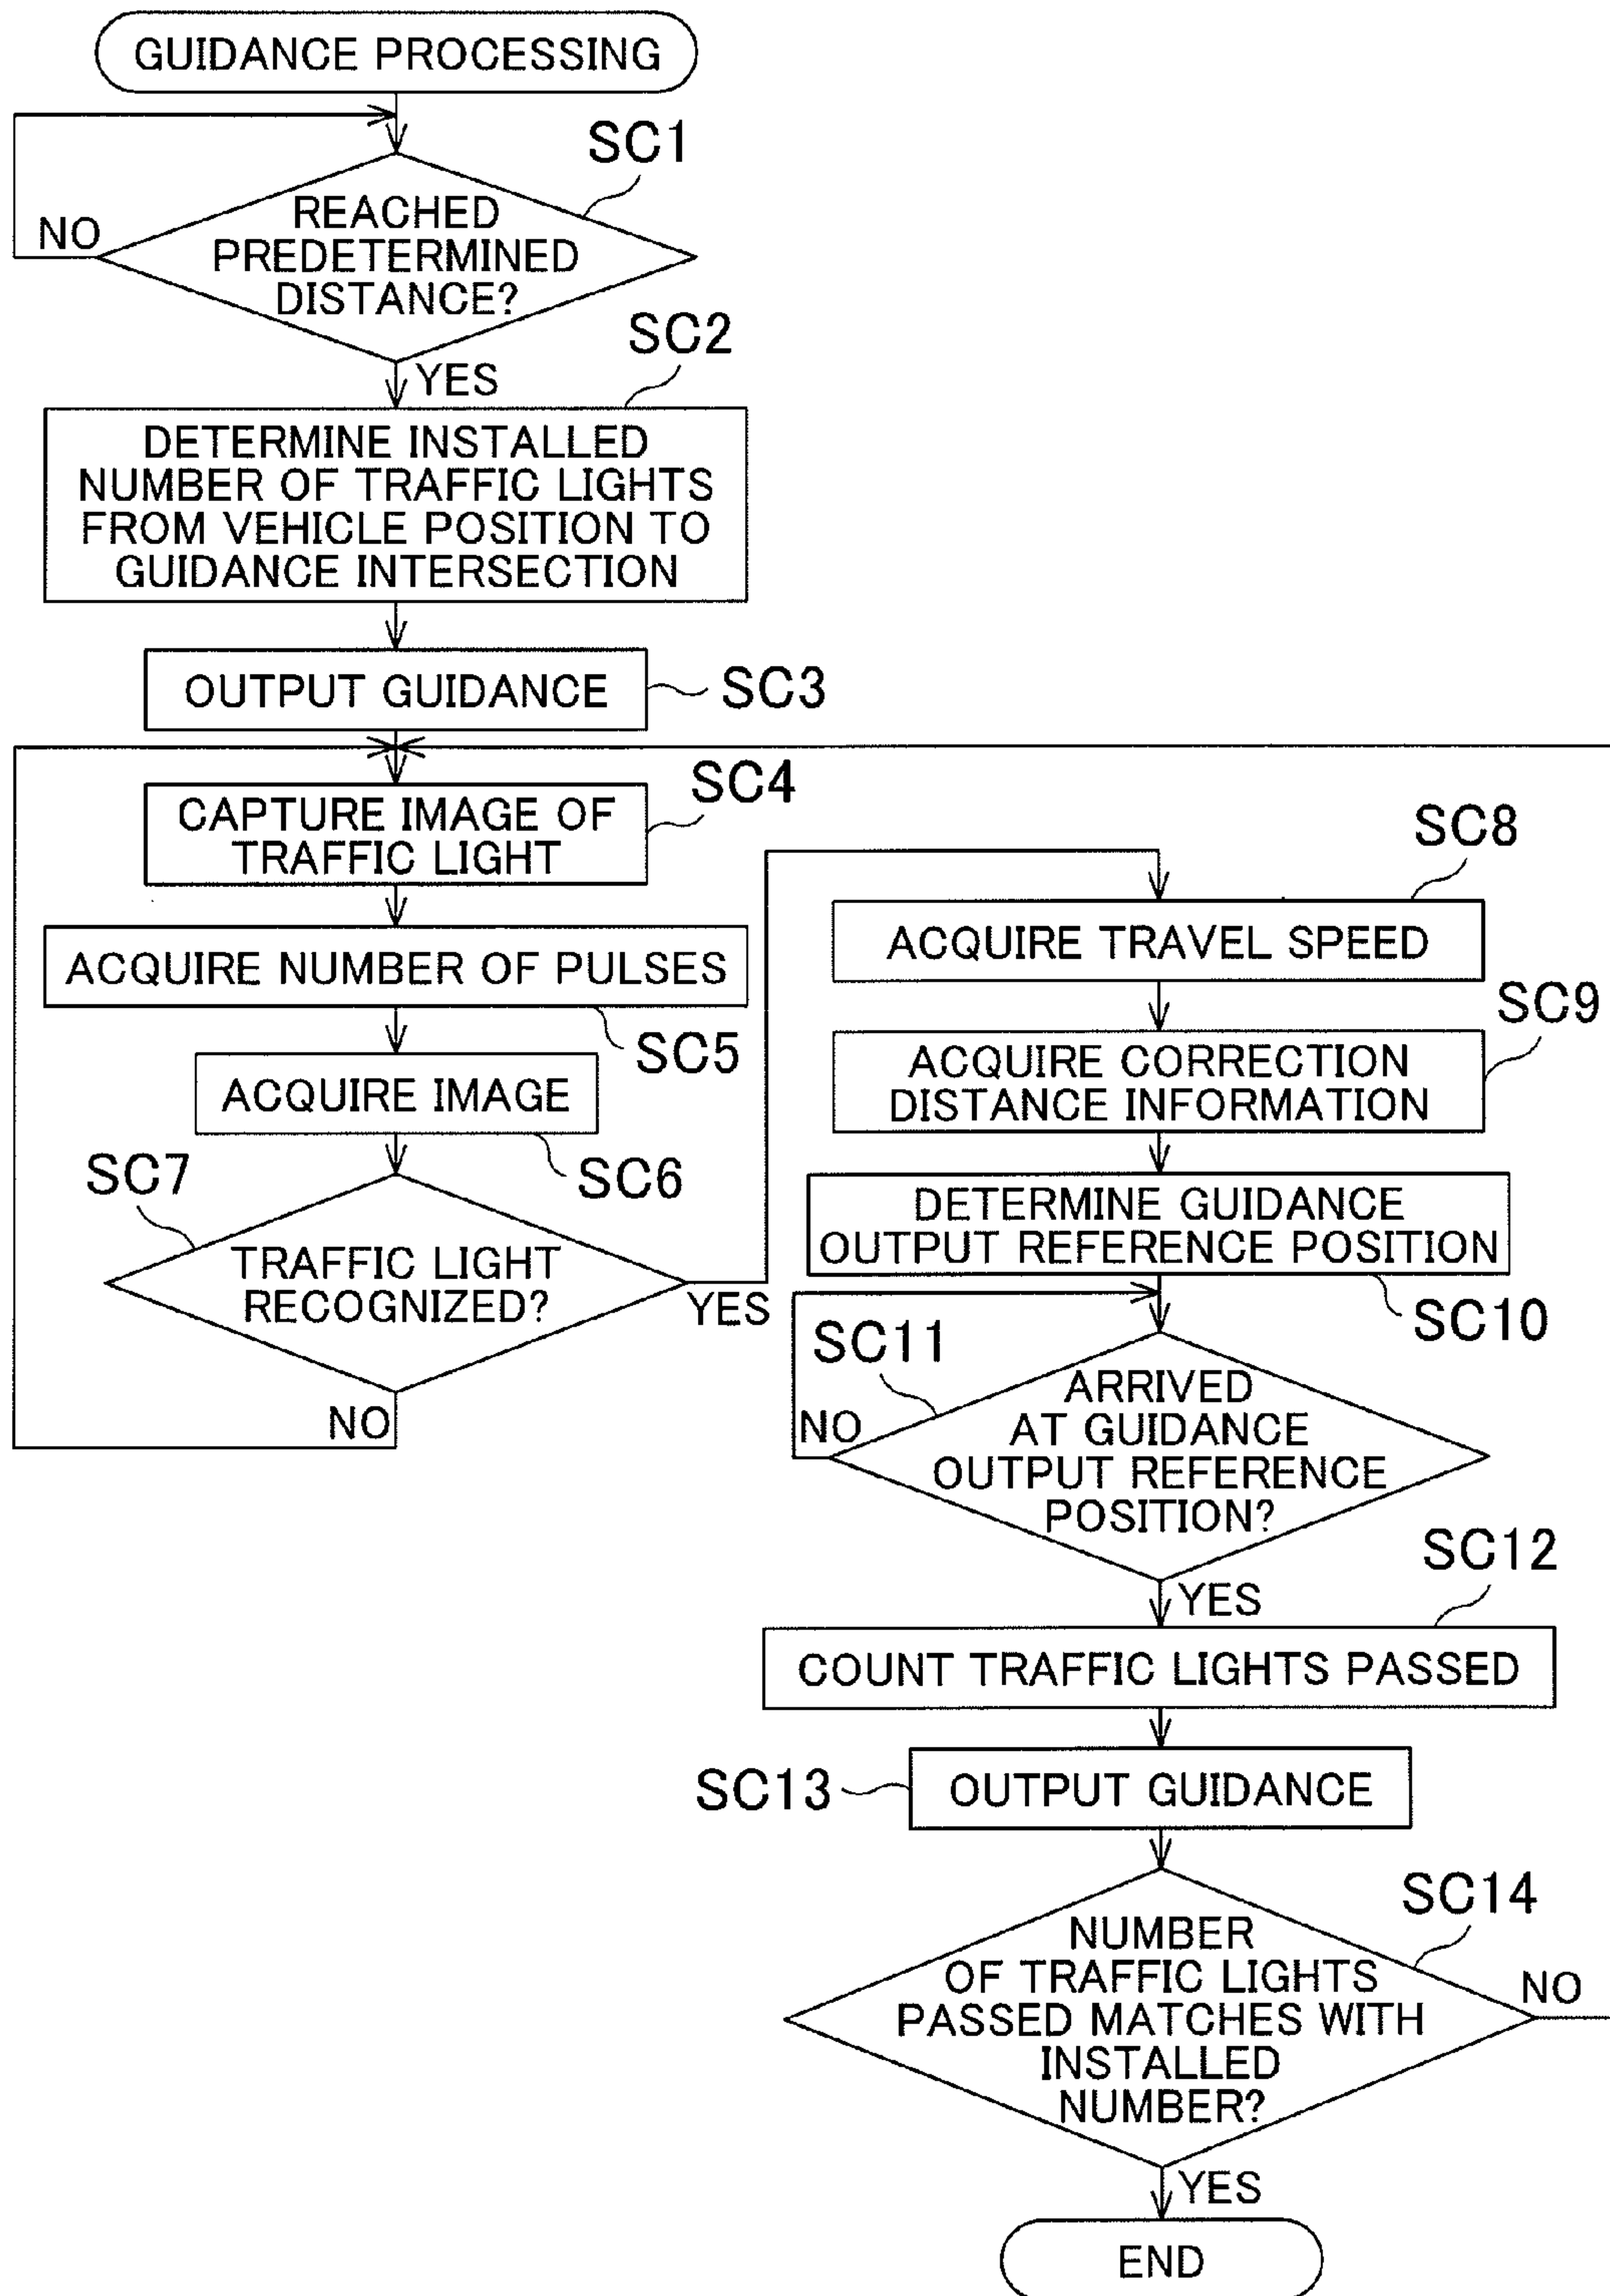 GUIDANCE PROCESSING
SC1
REACHED
PREDETERMINED
DISTANCE?
NO
YES
SC2
DETERMINE INSTALLED
NUMBER OF TRAFFIC LIGHTS
FROM VEHICLE POSITION TO
GUIDANCE INTERSECTION
OUTPUT GUIDANCE
SC3
SC4
CAPTURE IMAGE OF
TRAFFIC LIGHT
ACQUIRE NUMBER OF PULSES
SC5
ACQUIRE IMAGE
SC6
SC7
TRAFFIC LIGHT
RECOGNIZED?
YES
NO
SC8
ACQUIRE TRAVEL SPEED
SC9
ACQUIRE CORRECTION
DISTANCE INFORMATION
DETERMINE GUIDANCE
OUTPUT REFERENCE POSITION
SC10
SC11
ARRIVED
AT GUIDANCE
OUTPUT REFERENCE
POSITION?
NO
YES
SC12
COUNT TRAFFIC LIGHTS PASSED
SC13
OUTPUT GUIDANCE
SC14
NUMBER
OF TRAFFIC LIGHTS
PASSED MATCHES WITH
INSTALLED
NUMBER?
NO
YES
END